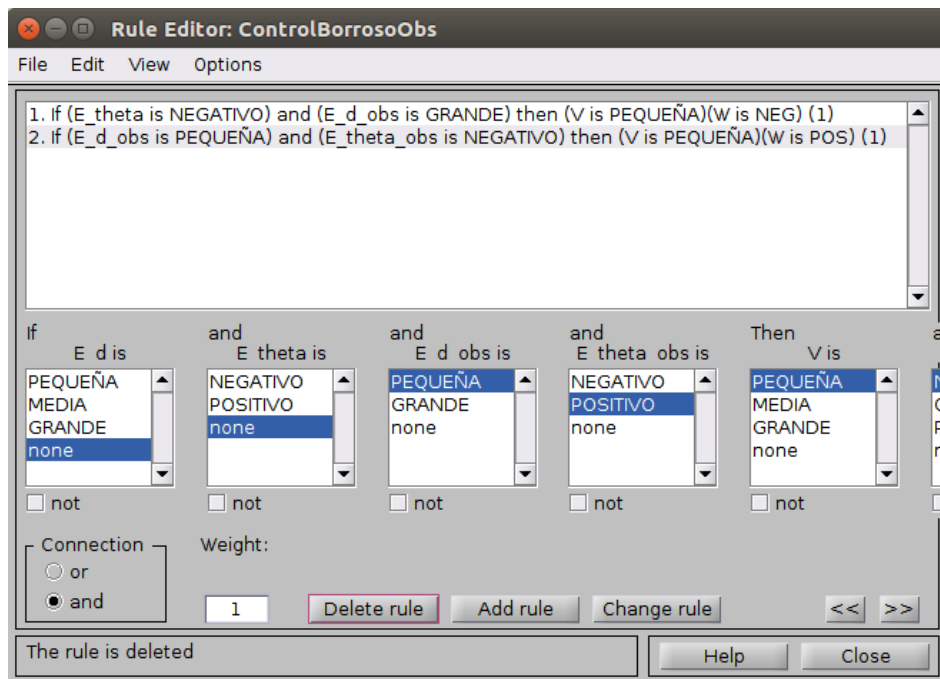 Rule Editor: ControlBorrosoObs
File Edit View Options
1. If (E_theta is NEGATIVO) and (E_d_obs is GRANDE) then (V is PEQUEÑA)(W is NEG) (1)
2. If (E_d_obs is PEQUEÑA) and (E_theta_obs is NEGATIVO) then (V is PEQUEÑA)(W is POS) (1)
If and and and Then
E d is E theta is E d obs is E theta obs is V is
PEQUEÑA NEGATIVO PEQUEÑA NEGATIVO PEQUEÑA
MEDIA POSITIVO GRANDE POSITIVO MEDIA
GRANDE none none none GRANDE
none none
not not not not not
Connection Weight:
or
and 1 Delete rule Add rule Change rule << >>
The rule is deleted Help Close